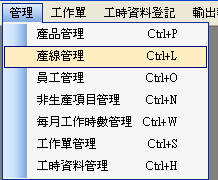 管理 工作單 工時資料登記
產品管理 Ctrl+P
產線管理 Ctrl+L
員工管理 Ctrl+O
非生產項目管理 Ctrl+N
每月工作時數管理 Ctrl+W
工作單管理 Ctrl+S
工時資料管理 Ctrl+H